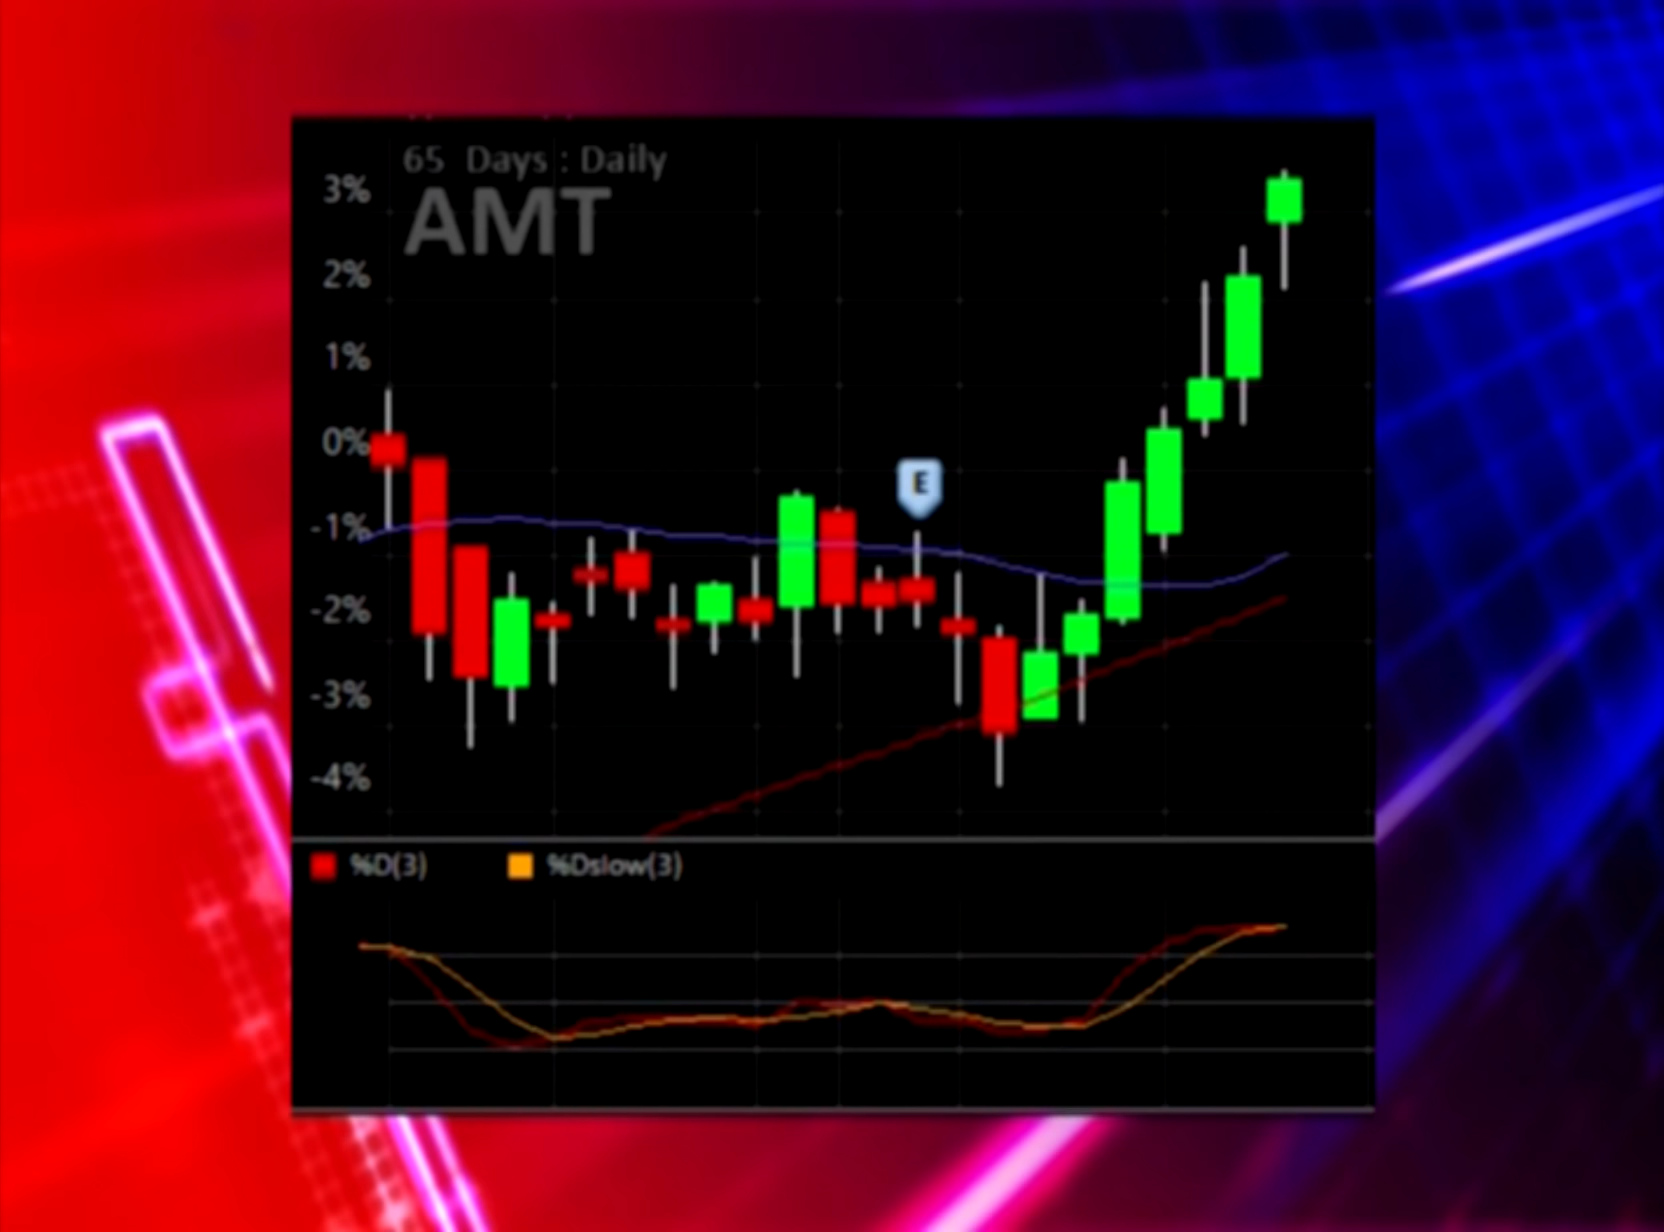 65 Days : Daily
AMT
3%
2%
1%
0%
-1%
-2%
-3%
-4%
E
%D(3) %Dslow(3)